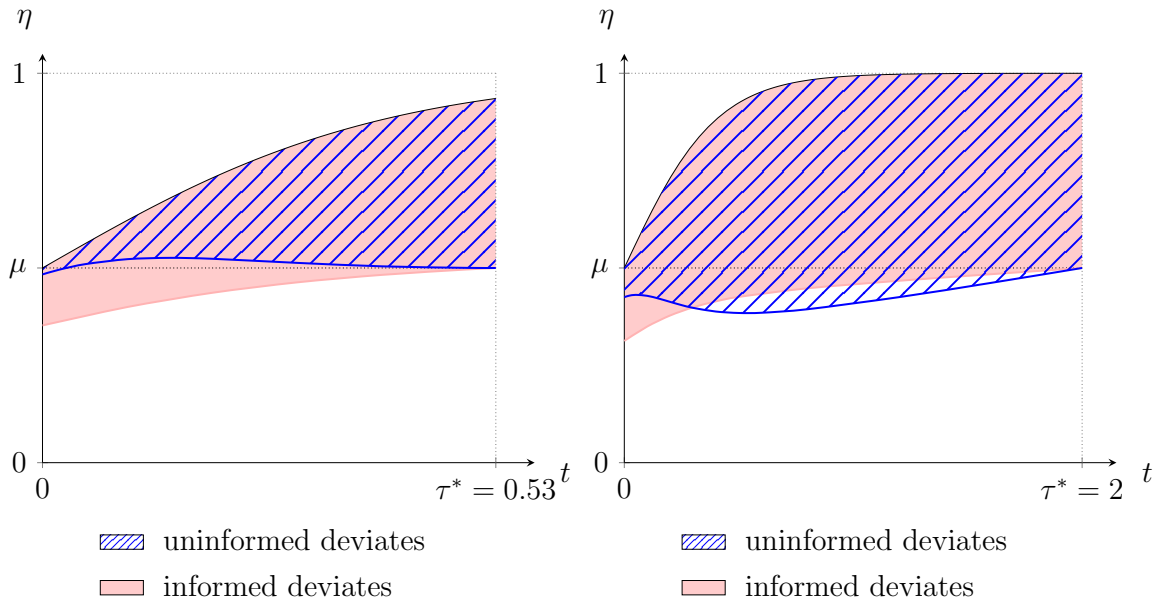 η
1
μ
0
0
τ* = 0.53
t
uninformed deviates
informed deviates
η
1
μ
0
0
τ* = 2
t
uninformed deviates
informed deviates